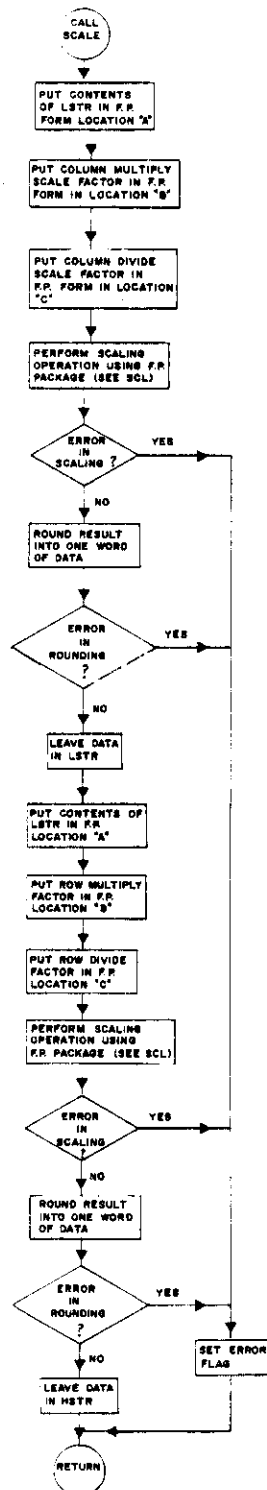 CALL
SCALE
PUT CONTENTS
OF LSTR IN F.P.
FORM LOCATION "A"
PUT COLUMN MULTIPLY
SCALE FACTOR IN F.P.
FORM IN LOCATION "B"
PUT COLUMN DIVIDE
SCALE FACTOR IN
F.P. FORM IN LOCATION
"C"
PERFORM SCALING
OPERATION USING F.P.
PACKAGE (SEE SCL)
ERROR
IN
SCALING ?
YES
NO
ROUND RESULT
INTO ONE WORD
OF DATA
ERROR
IN
ROUNDING
?
YES
NO
LEAVE DATA
IN LSTR
PUT CONTENTS OF
LSTR IN F.P.
LOCATION "A"
PUT ROW MULTIPLY
FACTOR IN F.P.
LOCATION "B"
PUT ROW DIVIDE
FACTOR IN F.P.
LOCATION "C"
PERFORM SCALING
OPERATION USING
F.P. PACKAGE (SEE SCL)
ERROR
IN
SCALING
?
YES
NO
ROUND RESULT
INTO ONE WORD
OF DATA
ERROR
IN
ROUNDING
?
YES
NO
SET ERROR
FLAG
LEAVE DATA
IN HSTR
RETURN